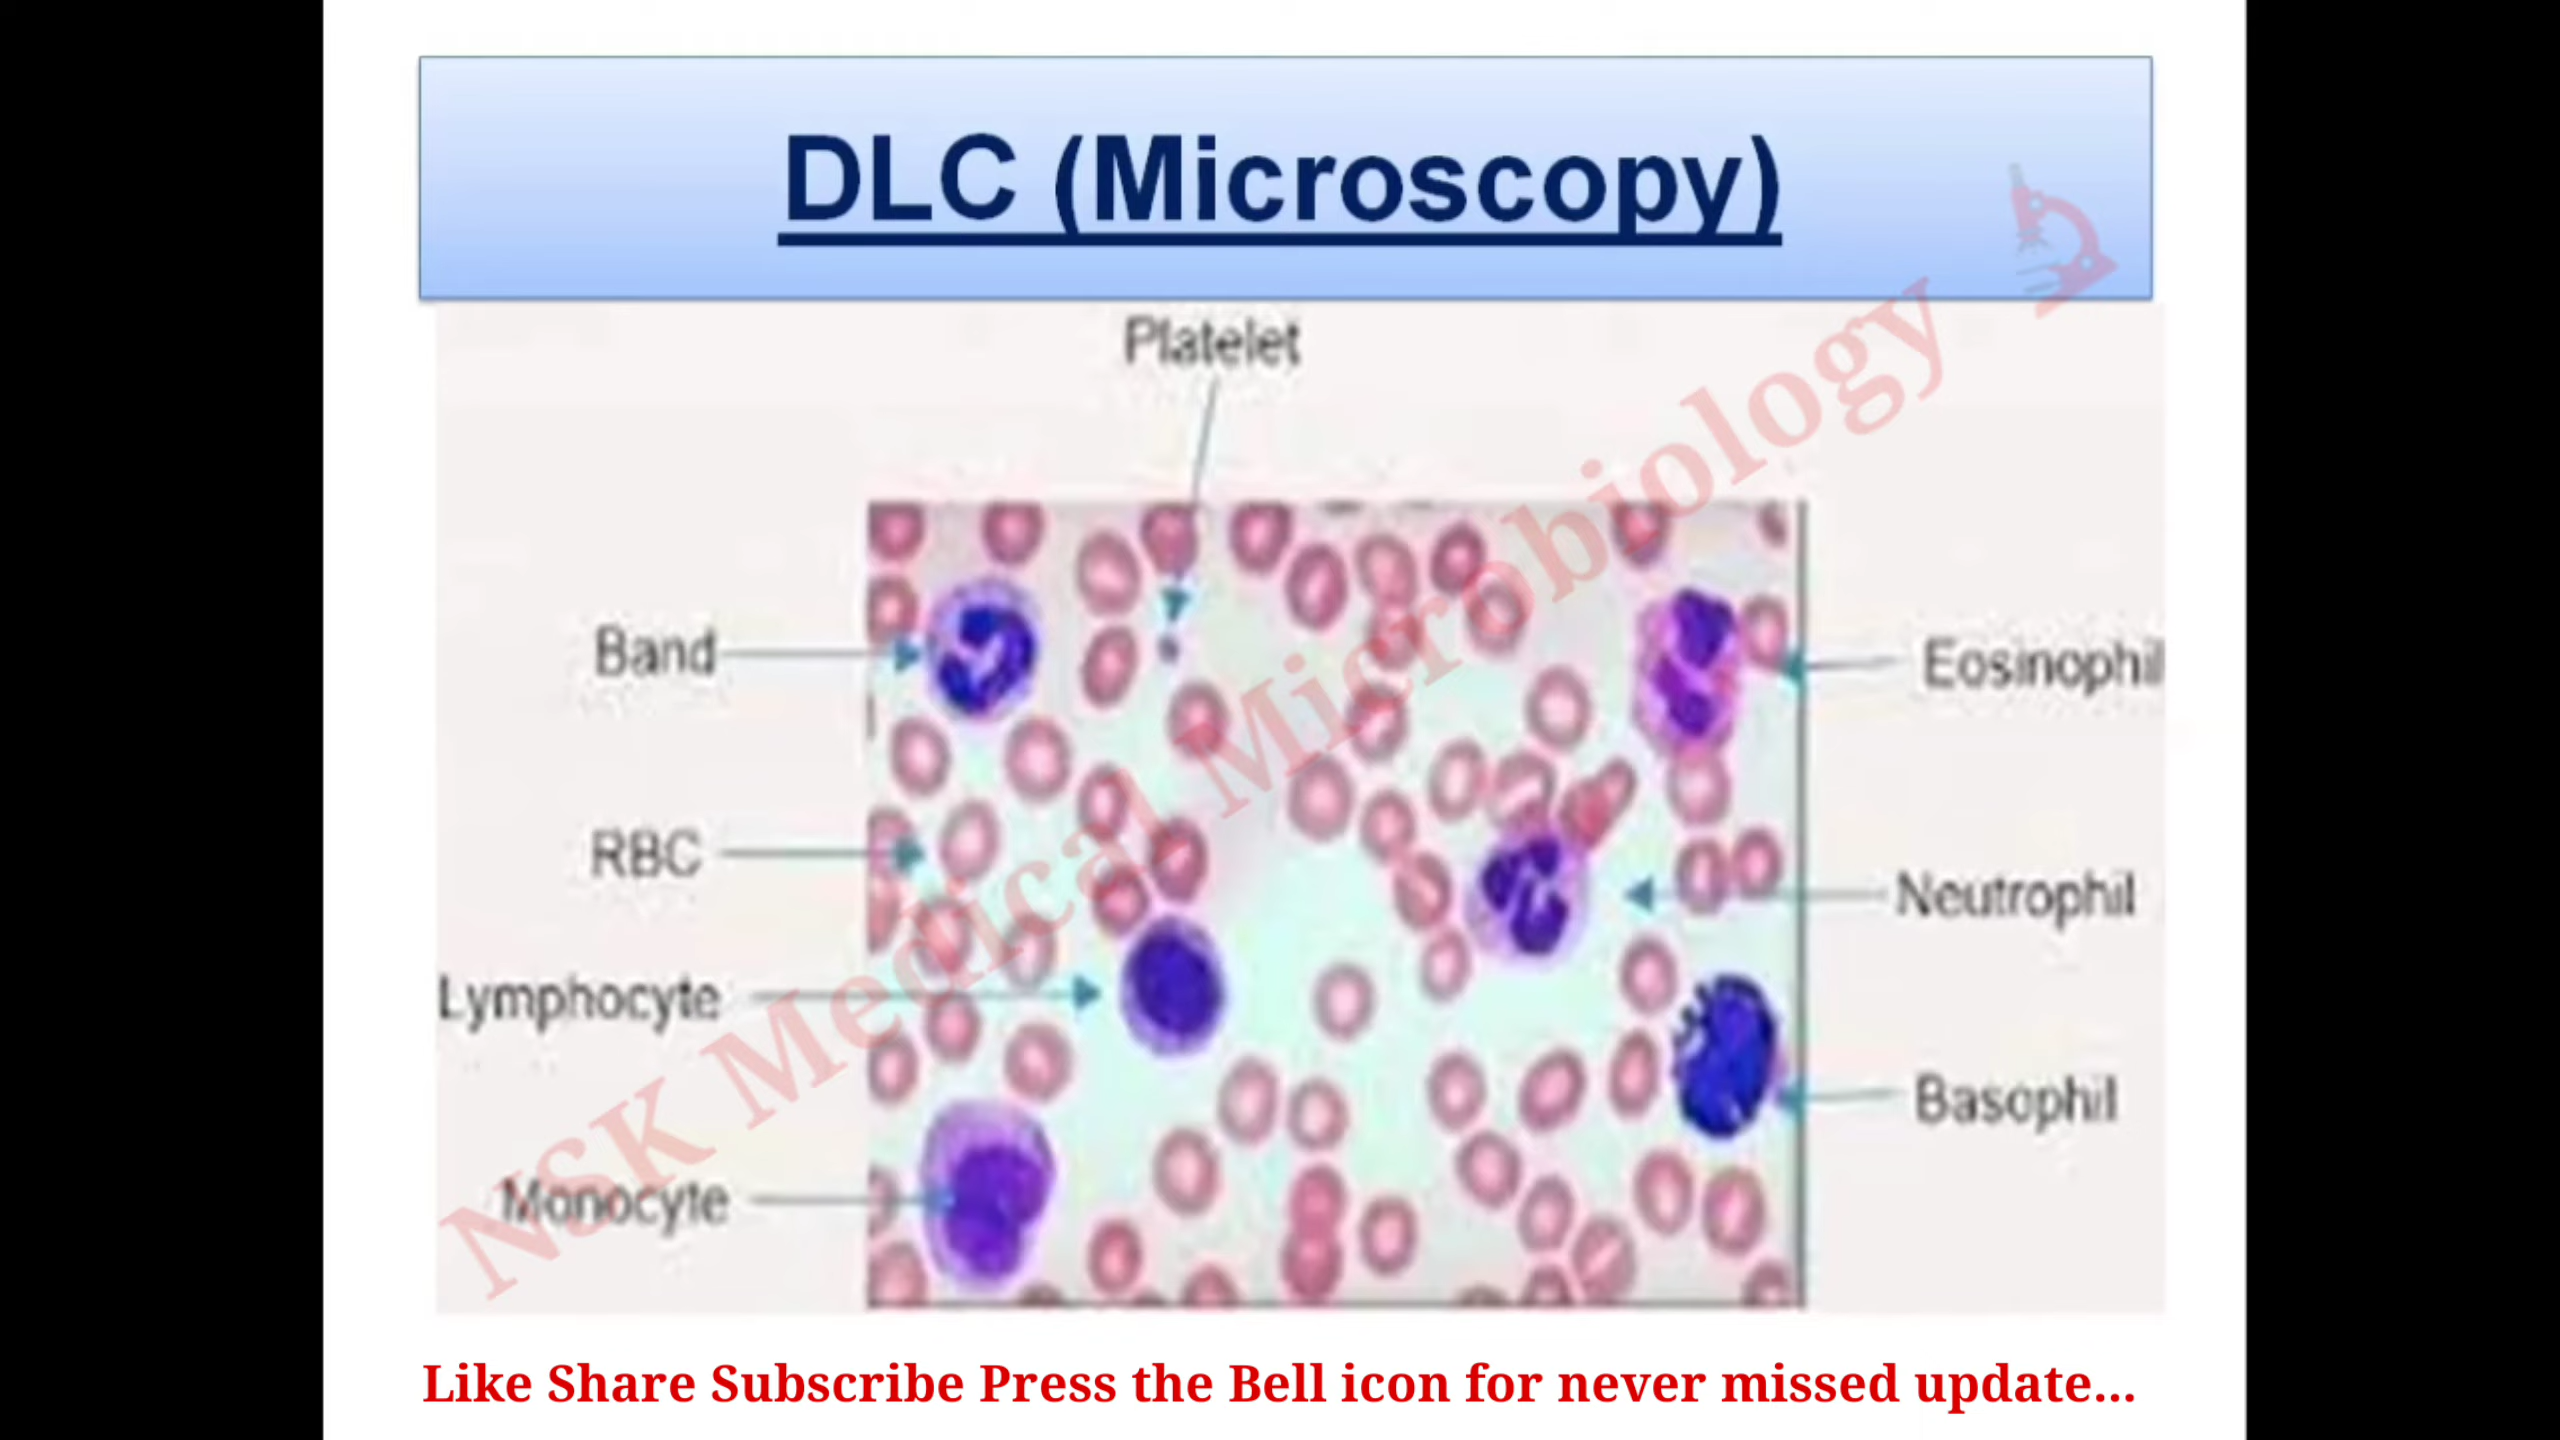 DLC (Microscopy)
Platelet
Band
Eosinophil
RBC
Neutrophil
Lymphocyte
Basophil
Monocyte
NSK Medical Microbiology
Like Share Subscribe Press the Bell icon for never missed update...